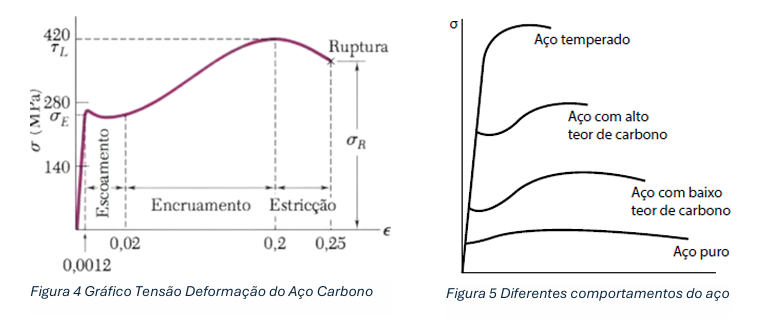 420
τL
280
σE
140
σ (MPa)
Ruptura
σR
Escoamento
Encruamento
Estricção
ϵ
0,02
0,2
0,25
0,0012
Figura 4 Gráfico Tensão Deformação do Aço Carbono
σ
Aço temperado
Aço com alto
teor de carbono
Aço com baixo
teor de carbono
Aço puro
Figura 5 Diferentes comportamentos do aço